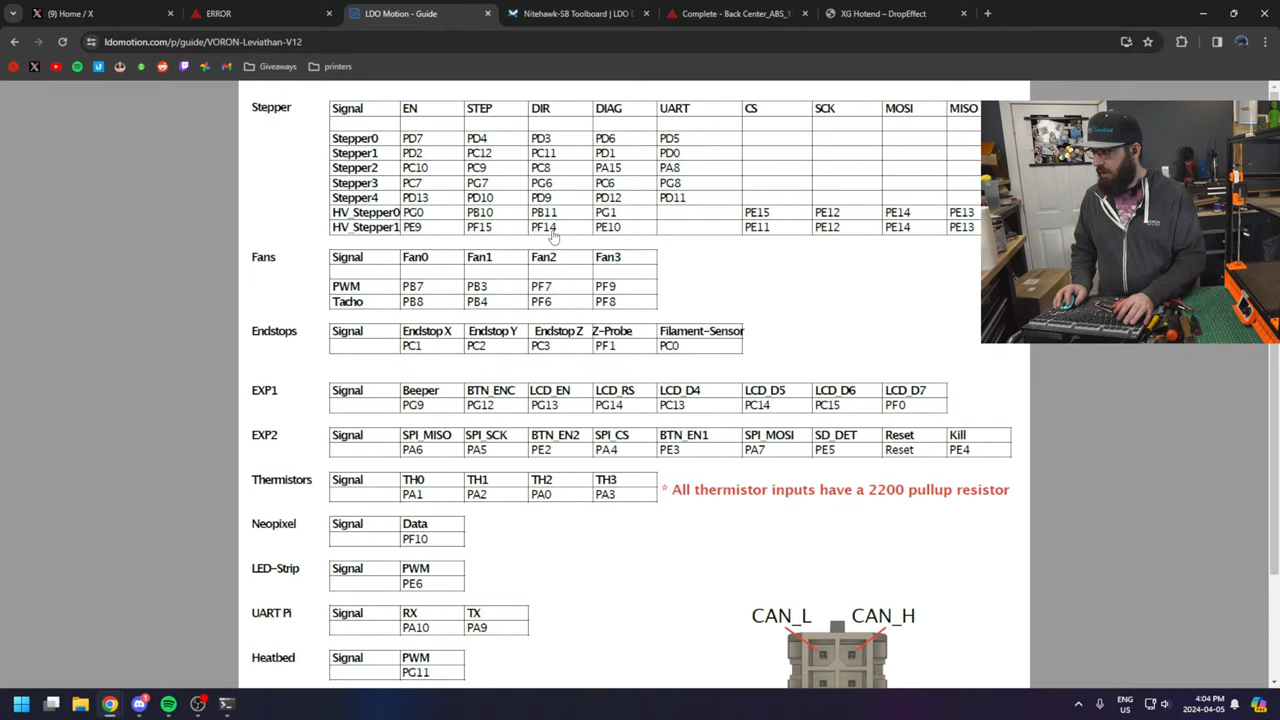 Home / X
ERROR
LDO Motion - Guide
Nitehawk-SB Toolboard | LDO D
Complete - Back Center_ABS_1
XG Hotend – DropEffect
ldomotion.com/p/guide/VORON-Leviathan-V12
Giveaways
printers
Stepper Signal EN STEP DIR DIAG UART CS SCK MOSI MISO
Stepper0 PD7 PD4 PD3 PD6 PD5
Stepper1 PD2 PC12 PC11 PD1 PD0
Stepper2 PC10 PC9 PC8 PA15 PA8
Stepper3 PC7 PG7 PG6 PC6 PG8
Stepper4 PD13 PD10 PD9 PD12 PD11
HV_Stepper0 PG0 PB10 PB11 PG1 PE15 PE12 PE14 PE13
HV_Stepper1 PE9 PF15 PF14 PE10 PE11 PE12 PE14 PE13
Fans Signal Fan0 Fan1 Fan2 Fan3
PWM PB7 PB3 PF7 PF9
Tacho PB8 PB4 PF6 PF8
Endstops Signal Endstop X Endstop Y Endstop Z Z-Probe Filament-Sensor
PC1 PC2 PC3 PF1 PC0
EXP1 Signal Beeper BTN_ENC LCD_EN LCD_RS LCD_D4 LCD_D5 LCD_D6 LCD_D7
PG9 PG12 PG13 PG14 PC13 PC14 PC15 PF0
EXP2 Signal SPI_MISO SPI_SCK BTN_EN2 SPI_CS BTN_EN1 SPI_MOSI SD_DET Reset Kill
PA6 PA5 PE2 PA4 PE3 PA7 PE5 Reset PE4
Thermistors Signal TH0 TH1 TH2 TH3
PA1 PA2 PA0 PA3
* All thermistor inputs have a 2200 pullup resistor
Neopixel Signal Data
PF10
LED-Strip Signal PWM
PE6
UART Pi Signal RX TX
PA10 PA9
CAN_L CAN_H
Heatbed Signal PWM
PG11
ENG
US
4:04 PM
2024-04-05